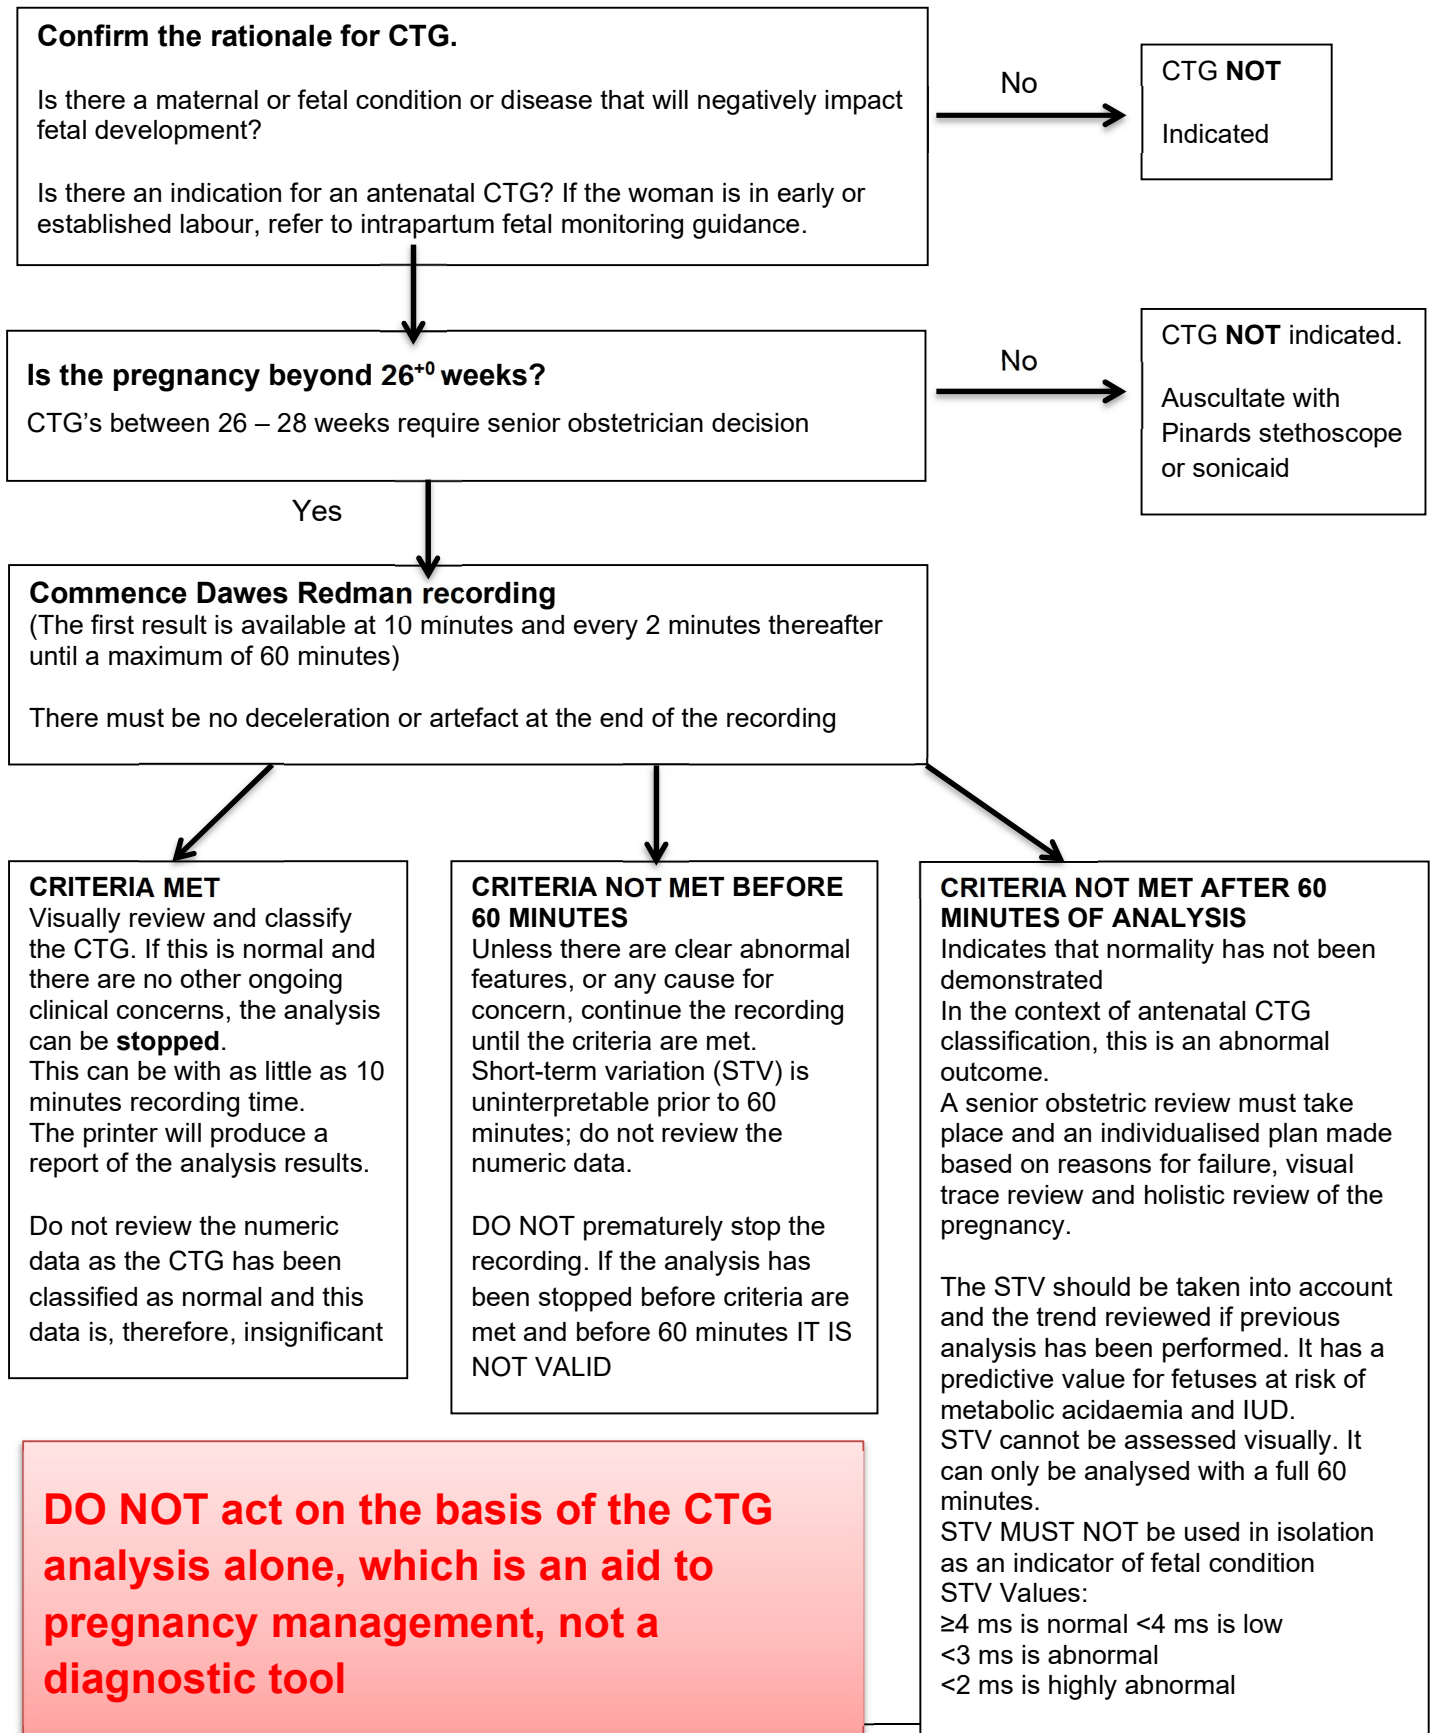 Confirm the rationale for CTG.
Is there a maternal or fetal condition or disease that will negatively impact
fetal development?
Is there an indication for an antenatal CTG? If the woman is in early or
established labour, refer to intrapartum fetal monitoring guidance.
No
CTG NOT
Indicated
Is the pregnancy beyond 26+0 weeks?
CTG's between 26 – 28 weeks require senior obstetrician decision
No
CTG NOT indicated.
Auscultate with
Pinards stethoscope
or sonicaid
Yes
Commence Dawes Redman recording
(The first result is available at 10 minutes and every 2 minutes thereafter
until a maximum of 60 minutes)
There must be no deceleration or artefact at the end of the recording
CRITERIA MET
Visually review and classify
the CTG. If this is normal and
there are no other ongoing
clinical concerns, the analysis
can be stopped.
This can be with as little as 10
minutes recording time.
The printer will produce a
report of the analysis results.
Do not review the numeric
data as the CTG has been
classified as normal and this
data is, therefore, insignificant
CRITERIA NOT MET BEFORE
60 MINUTES
Unless there are clear abnormal
features, or any cause for
concern, continue the recording
until the criteria are met.
Short-term variation (STV) is
uninterpretable prior to 60
minutes; do not review the
numeric data.
DO NOT prematurely stop the
recording. If the analysis has
been stopped before criteria are
met and before 60 minutes IT IS
NOT VALID
CRITERIA NOT MET AFTER 60
MINUTES OF ANALYSIS
Indicates that normality has not been
demonstrated
In the context of antenatal CTG
classification, this is an abnormal
outcome.
A senior obstetric review must take
place and an individualised plan made
based on reasons for failure, visual
trace review and holistic review of the
pregnancy.
The STV should be taken into account
and the trend reviewed if previous
analysis has been performed. It has a
predictive value for fetuses at risk of
metabolic acidaemia and IUD.
STV cannot be assessed visually. It
can only be analysed with a full 60
minutes.
STV MUST NOT be used in isolation
as an indicator of fetal condition
STV Values:
≥4 ms is normal <4 ms is low
<3 ms is abnormal
<2 ms is highly abnormal
DO NOT act on the basis of the CTG
analysis alone, which is an aid to
pregnancy management, not a
diagnostic tool